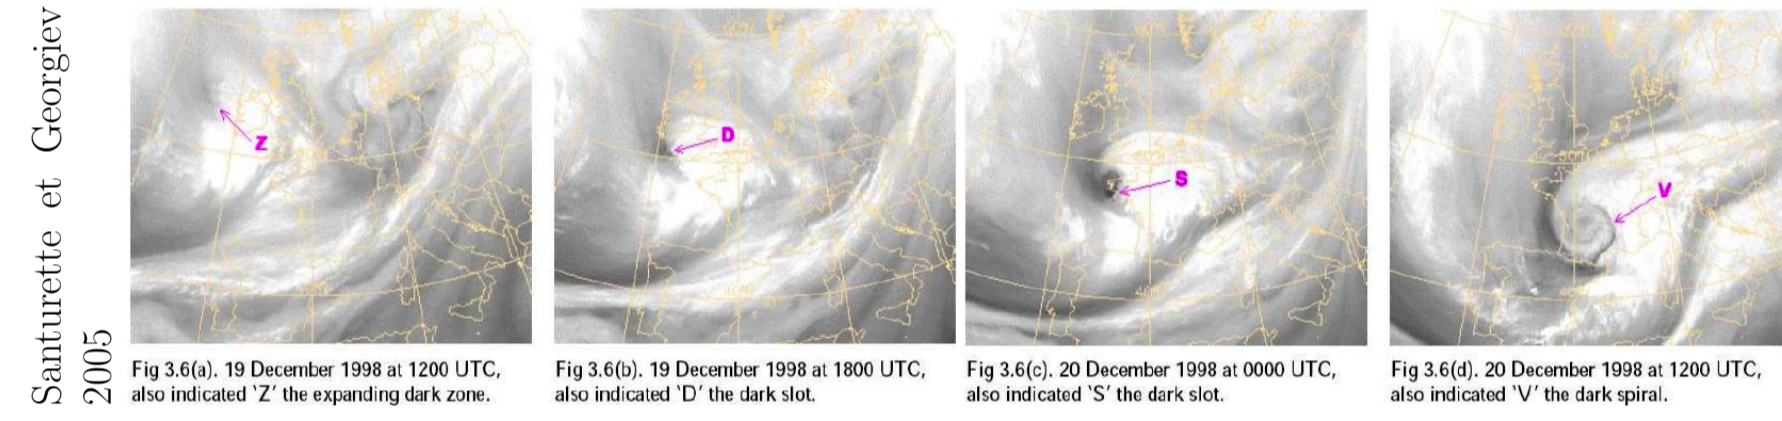 Santurette et Georgiev
2005
Z
D
S
V
Fig 3.6(a). 19 December 1998 at 1200 UTC,
also indicated ‘Z’ the expanding dark zone.
Fig 3.6(b). 19 December 1998 at 1800 UTC,
also indicated ‘D’ the dark slot.
Fig 3.6(c). 20 December 1998 at 0000 UTC,
also indicated ‘S’ the dark slot.
Fig 3.6(d). 20 December 1998 at 1200 UTC,
also indicated ‘V’ the dark spiral.